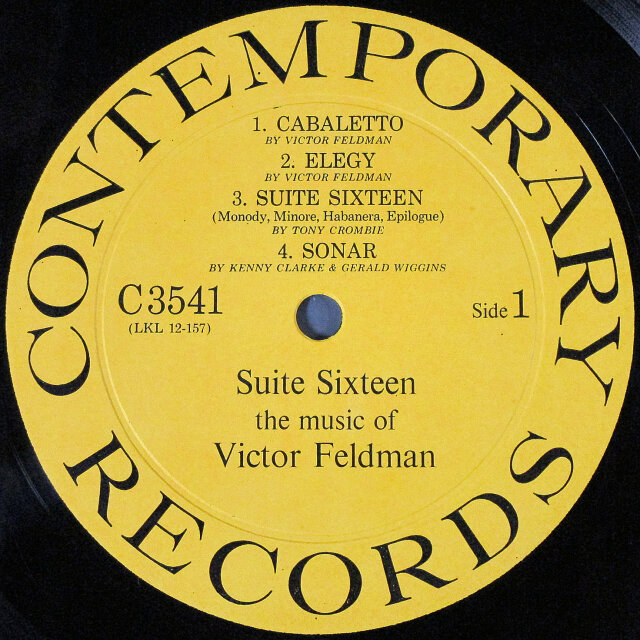 CONTEMPORARY
1. CABALETTO
BY VICTOR FELDMAN
2. ELEGY
BY VICTOR FELDMAN
3. SUITE SIXTEEN
(Monody, Minore, Habanera, Epilogue)
BY TONY CROMBIE
4. SONAR
BY KENNY CLARKE & GERALD WIGGINS
C 3541
(LKL 12-157)
Side 1
Suite Sixteen
the music of
Victor Feldman
RECORDS